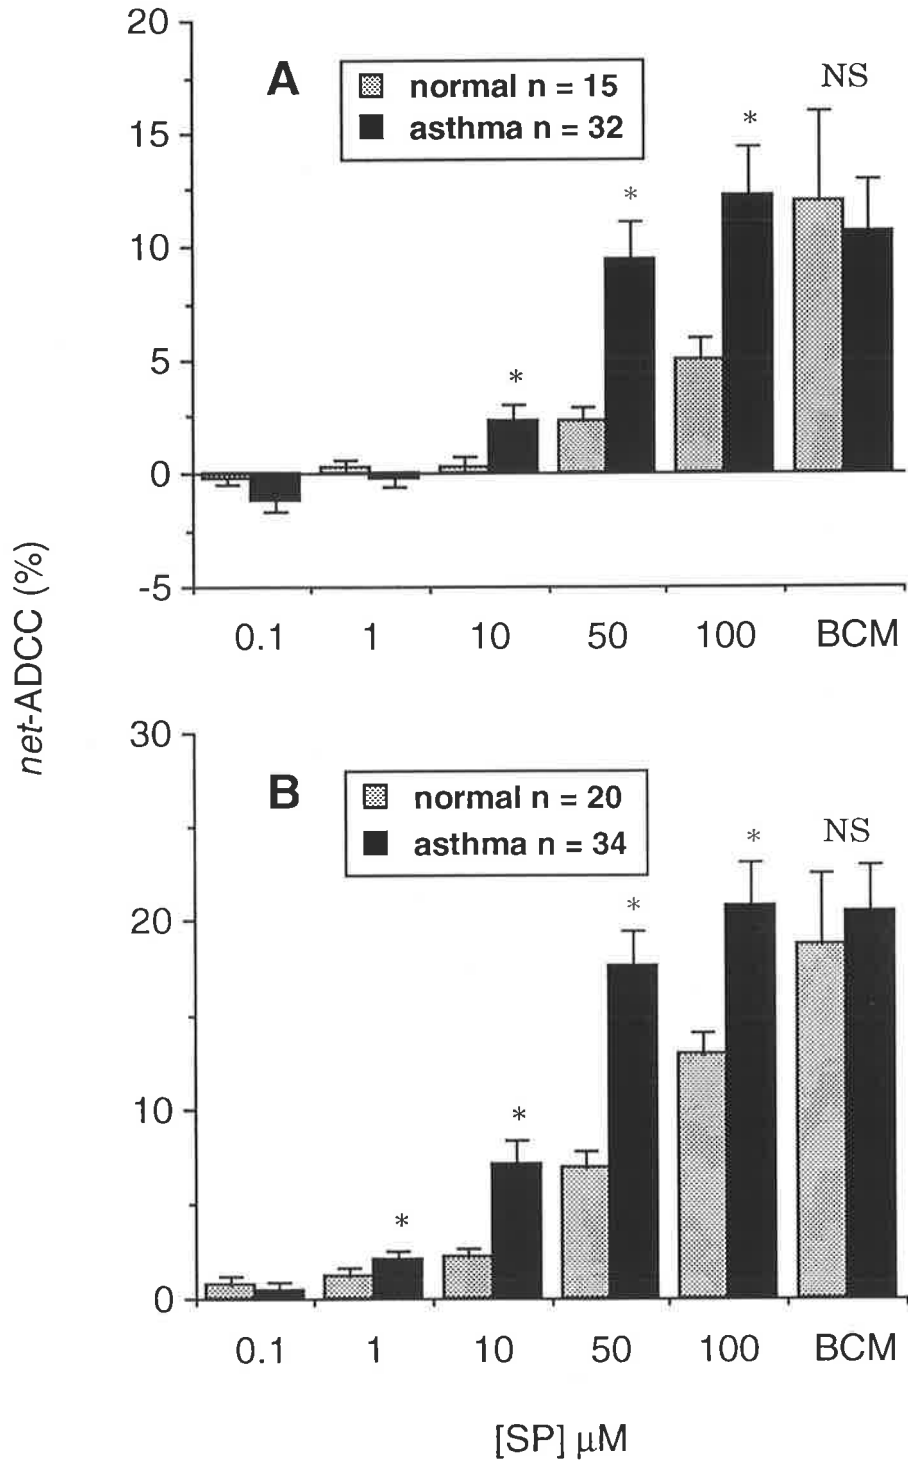 20
A
normal n = 15
asthma n = 32
NS
15
*
*
10
5
*
0
-5
0.1 1 10 50 100 BCM
net-ADCC (%)
30
B
normal n = 20
asthma n = 34
NS
*
*
20
10
*
*
0
0.1 1 10 50 100 BCM
[SP] μM